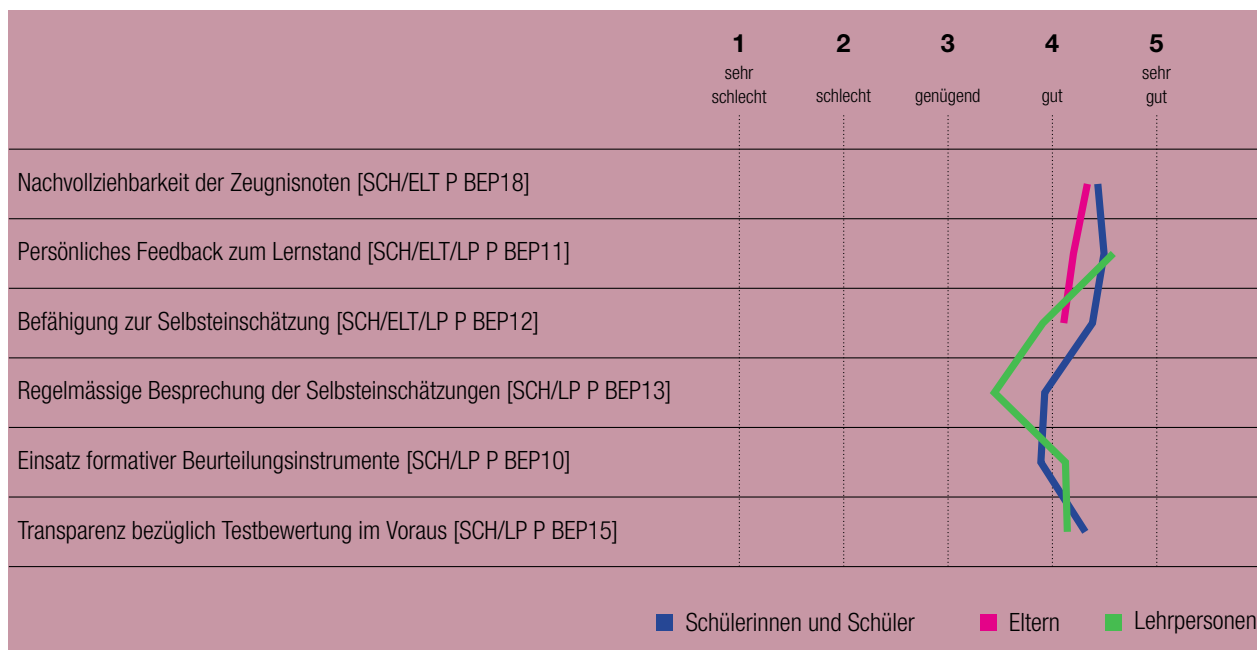 1 2 3 4 5
sehr schlecht schlecht genügend gut sehr gut
Nachvollziehbarkeit der Zeugnisnoten [SCH/ELT P BEP18]
Persönliches Feedback zum Lernstand [SCH/ELT/LP P BEP11]
Befähigung zur Selbsteinschätzung [SCH/ELT/LP P BEP12]
Regelmässige Besprechung der Selbsteinschätzungen [SCH/LP P BEP13]
Einsatz formativer Beurteilungsinstrumente [SCH/LP P BEP10]
Transparenz bezüglich Testbewertung im Voraus [SCH/LP P BEP15]
Schülerinnen und Schüler Eltern Lehrpersonen